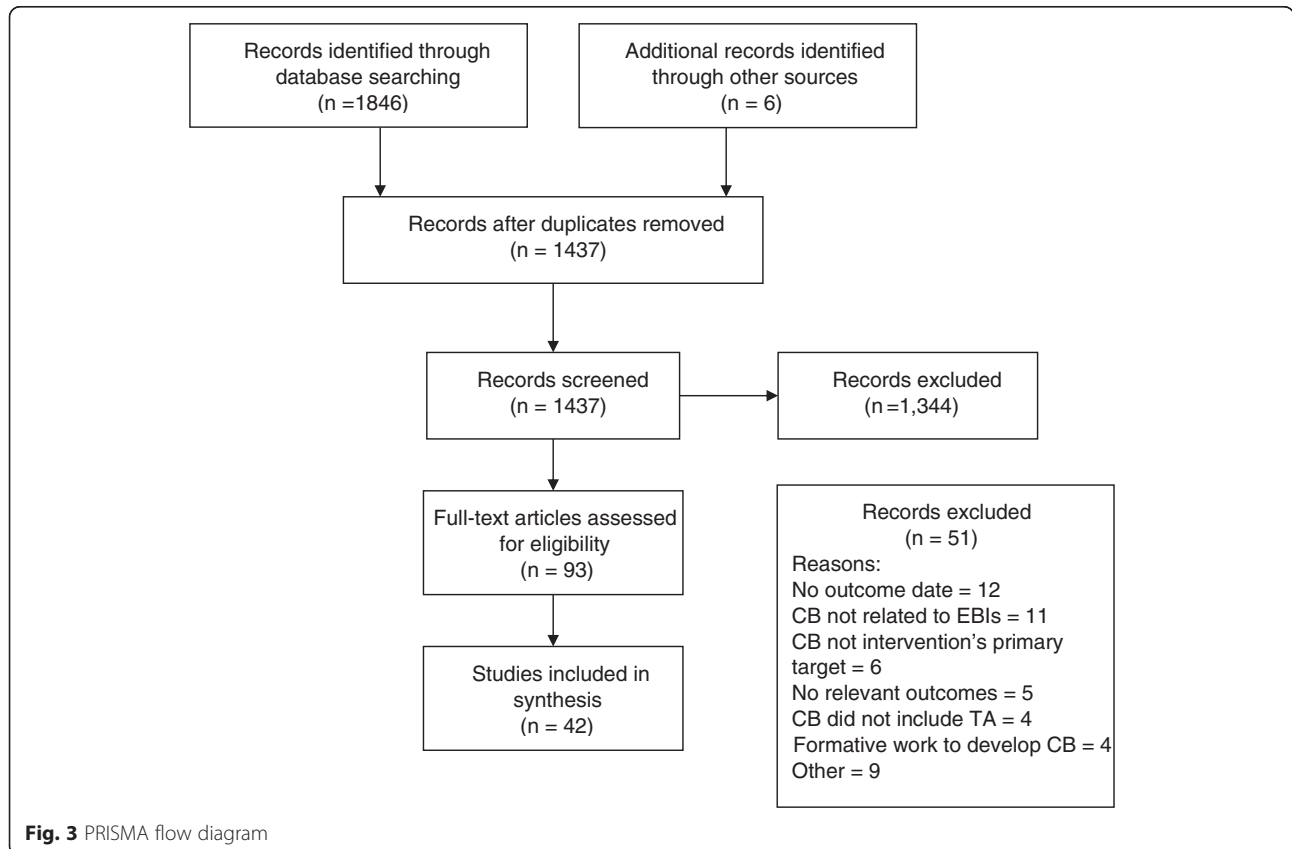 Records identified through
database searching
(n =1846)
Additional records identified
through other sources
(n = 6)
Records after duplicates removed
(n = 1437)
Records screened
(n = 1437)
Records excluded
(n=1,344)
Full-text articles assessed
for eligibility
(n = 93)
Records excluded
(n = 51)
Reasons:
No outcome date = 12
CB not related to EBIs = 11
CB not intervention's primary
target = 6
No relevant outcomes = 5
CB did not include TA = 4
Formative work to develop CB = 4
Other = 9
Studies included in
synthesis
(n = 42)
Fig. 3 PRISMA flow diagram